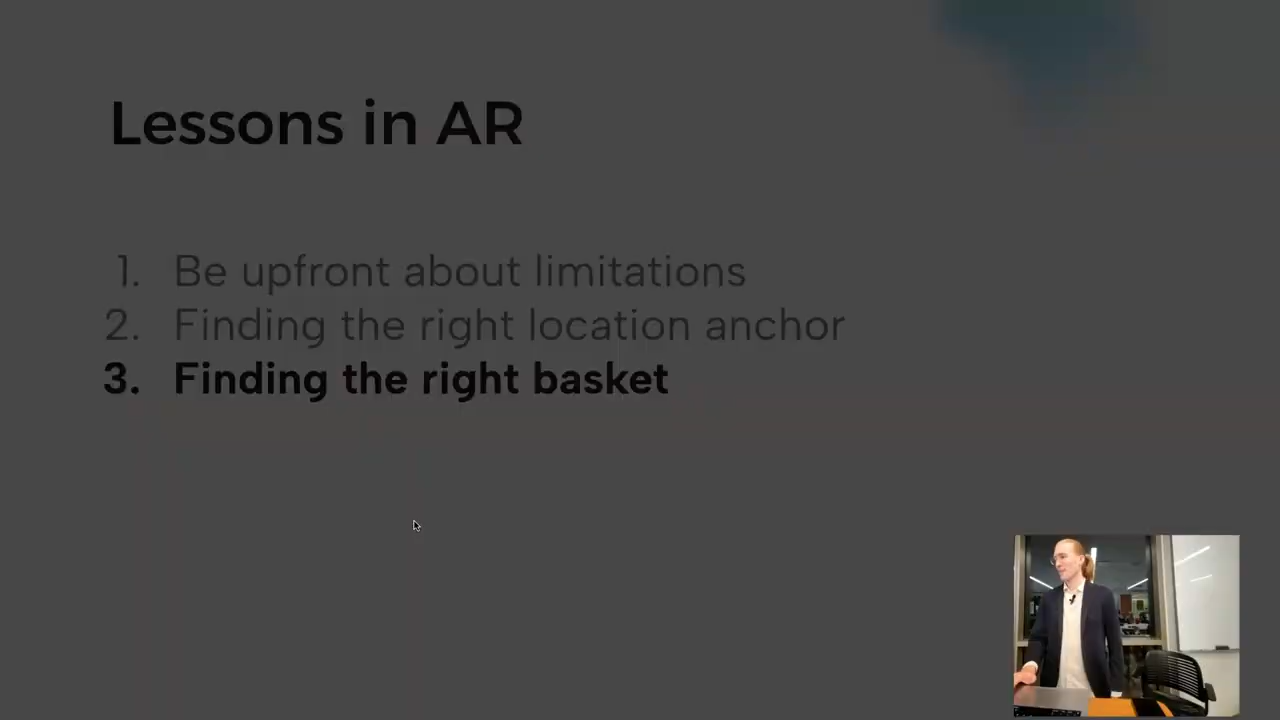 Lessons in AR
1. Be upfront about limitations
2. Finding the right location anchor
3. Finding the right basket